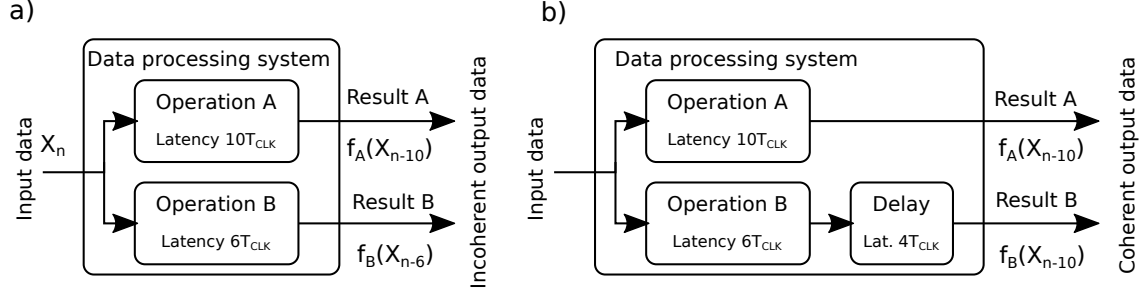 a)
Data processing system
Operation A
Latency 10T_CLK
Result A
f_A(X_n-10)
Input data
X_n
Operation B
Latency 6T_CLK
Result B
f_B(X_n-6)
Incoherent output data
b)
Data processing system
Operation A
Latency 10T_CLK
Result A
f_A(X_n-10)
Input data
Operation B
Latency 6T_CLK
Delay
Lat. 4T_CLK
Result B
f_B(X_n-10)
Coherent output data